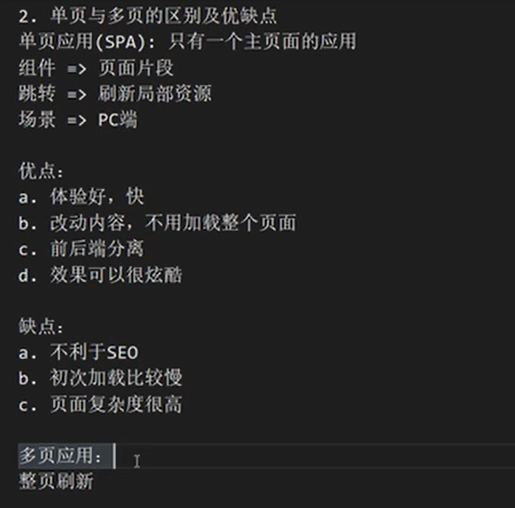 2. 单页与多页的区别及优缺点
单页应用(SPA): 只有一个主页面的应用
组件 => 页面片段
跳转 => 刷新局部资源
场景 => PC端
优点:
a. 体验好，快
b. 改动内容，不用加载整个页面
c. 前后端分离
d. 效果可以很炫酷
缺点:
a. 不利于SEO
b. 初次加载比较慢
c. 页面复杂度很高
多页应用:
整页刷新